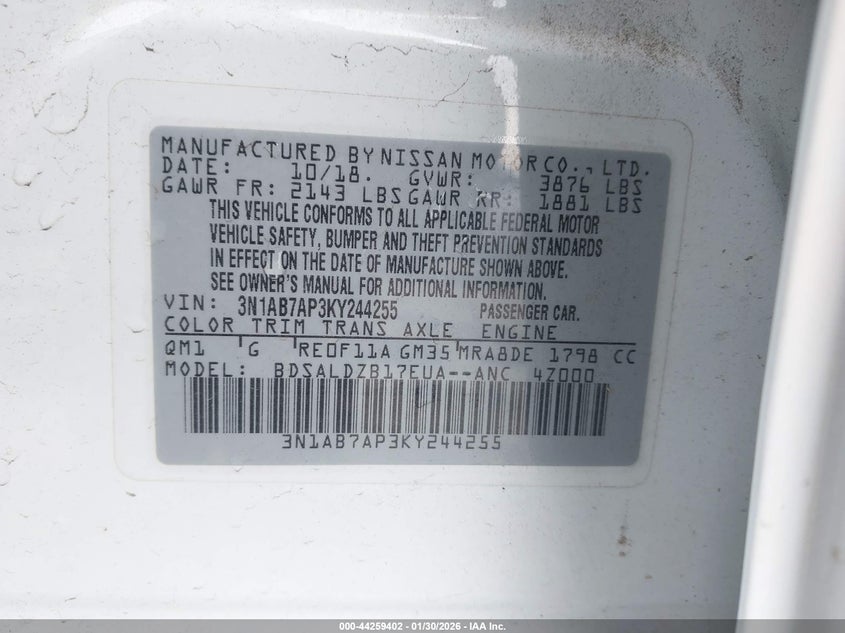 MANUFACTURED BY NISSAN MOTOR CO., LTD.
DATE: 10/18. GVWR: 3876 LBS
GAWR FR: 2143 LBS GAWR RR: 1881 LBS
THIS VEHICLE CONFORMS TO ALL APPLICABLE FEDERAL MOTOR
VEHICLE SAFETY, BUMPER AND THEFT PREVENTION STANDARDS
IN EFFECT ON THE DATE OF MANUFACTURE SHOWN ABOVE.
SEE OWNER'S MANUAL FOR ADDITIONAL INFORMATION.
VIN: 3N1AB7AP3KY244255 PASSENGER CAR.
COLOR TRIM TRANS AXLE ENGINE
QM1 G RE0F11A GM35 MRA8DE 1798 CC
MODEL: BDSALDZB17EUA--ANC 4Z000
3N1AB7AP3KY244255
000-44259402 - 01/30/2026 - IAA Inc.